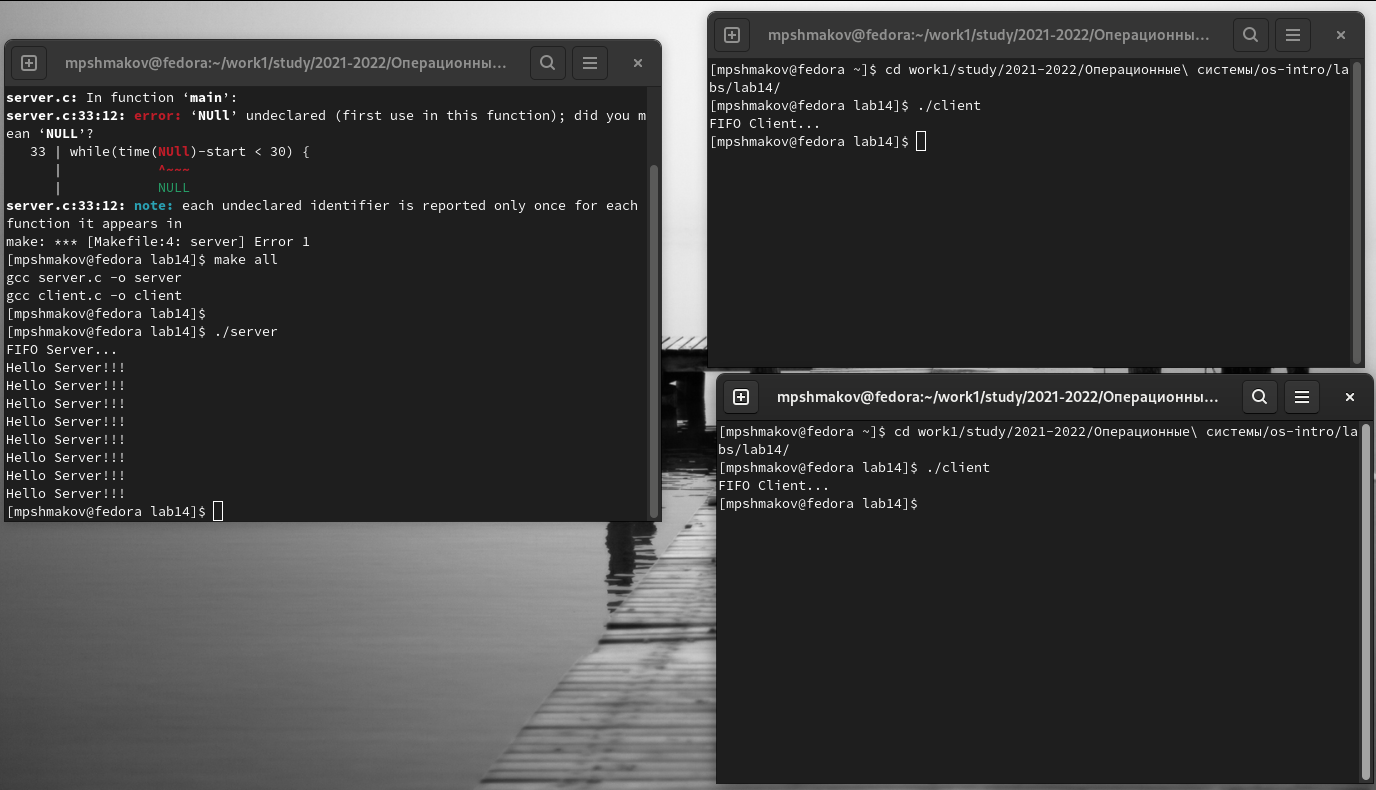 mpshmakov@fedora:~/work1/study/2021-2022/Операционны...
server.c: In function ‘main’:
server.c:33:12: error: ‘NUll’ undeclared (first use in this function); did you m
ean ‘NULL’?
   33 | while(time(NUll)-start < 30) {
      |            ^~~~
      |            NULL
server.c:33:12: note: each undeclared identifier is reported only once for each
function it appears in
make: *** [Makefile:4: server] Error 1
[mpshmakov@fedora lab14]$ make all
gcc server.c -o server
gcc client.c -o client
[mpshmakov@fedora lab14]$
[mpshmakov@fedora lab14]$ ./server
FIFO Server...
Hello Server!!!
Hello Server!!!
Hello Server!!!
Hello Server!!!
Hello Server!!!
Hello Server!!!
Hello Server!!!
Hello Server!!!
[mpshmakov@fedora lab14]$
mpshmakov@fedora:~/work1/study/2021-2022/Операционны...
[mpshmakov@fedora ~]$ cd work1/study/2021-2022/Операционные\ системы/os-intro/la
bs/lab14/
[mpshmakov@fedora lab14]$ ./client
FIFO Client...
[mpshmakov@fedora lab14]$
mpshmakov@fedora:~/work1/study/2021-2022/Операционны...
[mpshmakov@fedora ~]$ cd work1/study/2021-2022/Операционные\ системы/os-intro/la
bs/lab14/
[mpshmakov@fedora lab14]$ ./client
FIFO Client...
[mpshmakov@fedora lab14]$